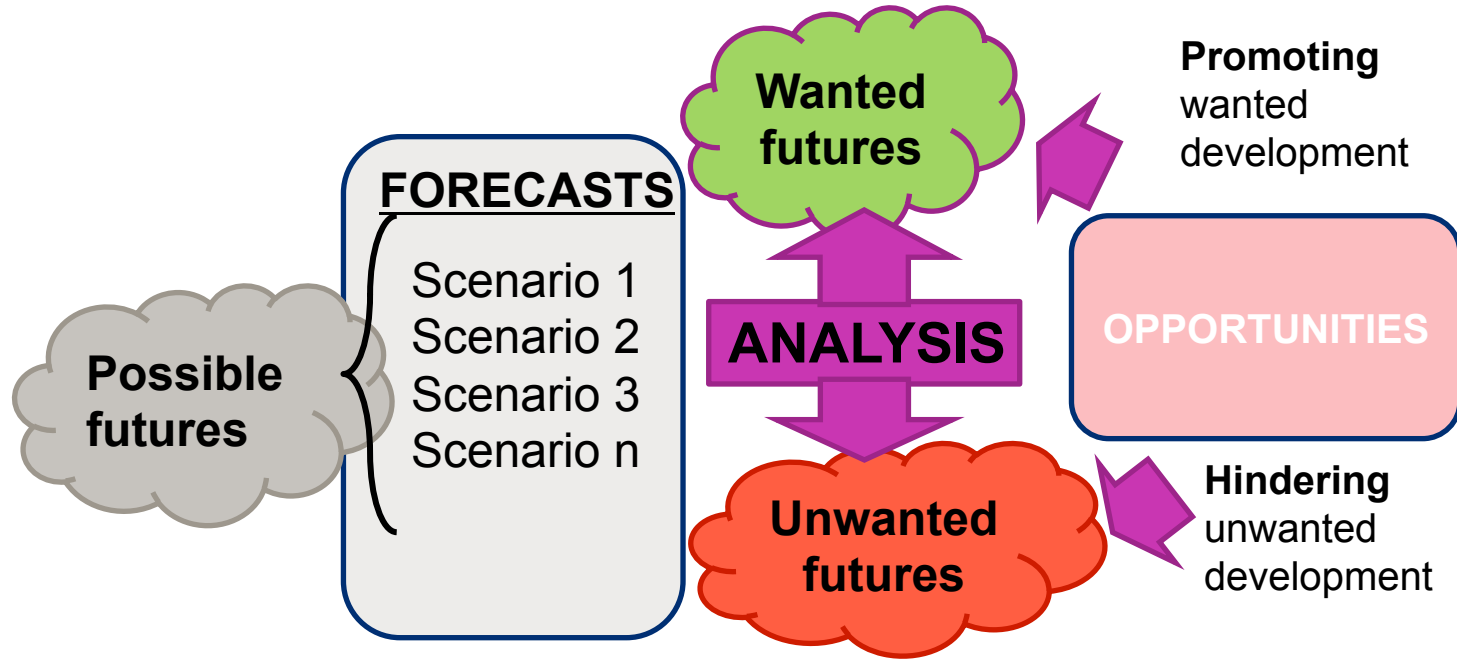 Possible
futures
FORECASTS
Scenario 1
Scenario 2
Scenario 3
Scenario n
Wanted
futures
ANALYSIS
Unwanted
futures
Promoting
wanted
development
OPPORTUNITIES
Hindering
unwanted
development